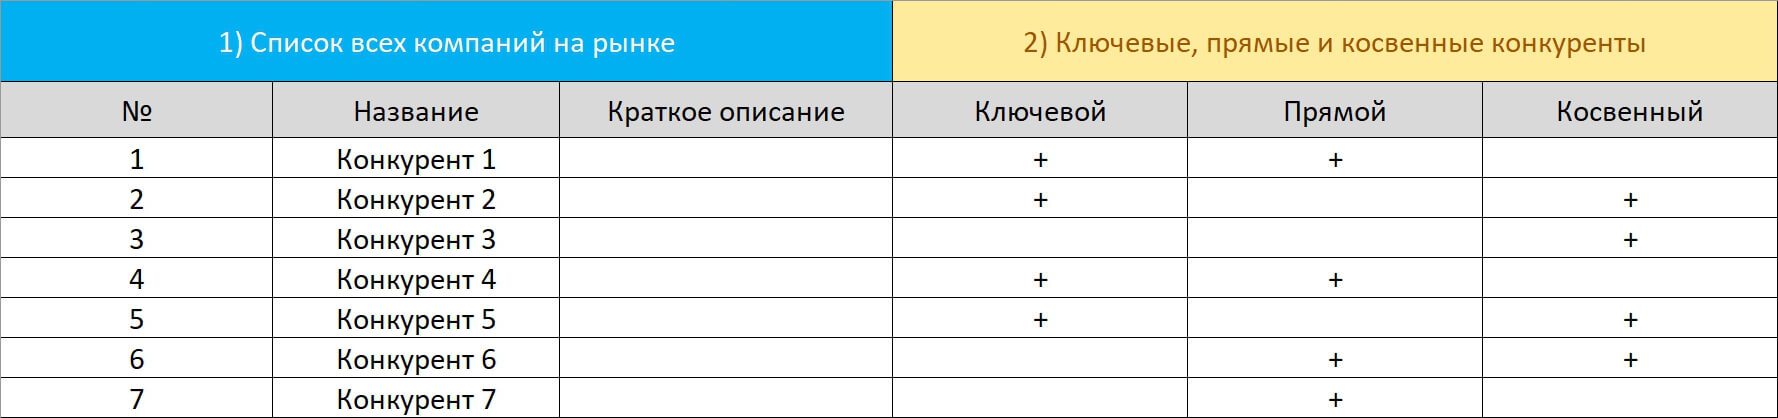 1) Список всех компаний на рынке 2) Ключевые, прямые и косвенные конкуренты
№ Название Краткое описание Ключевой Прямой Косвенный
1 Конкурент 1 + +
2 Конкурент 2 + +
3 Конкурент 3 +
4 Конкурент 4 + +
5 Конкурент 5 + +
6 Конкурент 6 + +
7 Конкурент 7 +